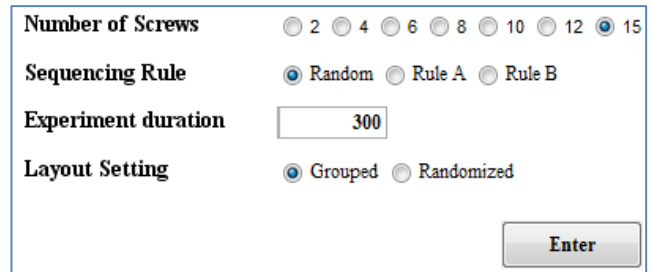 Number of Screws 2 4 6 8 10 12 15
Sequencing Rule Random Rule A Rule B
Experiment duration 300
Layout Setting Grouped Randomized
Enter